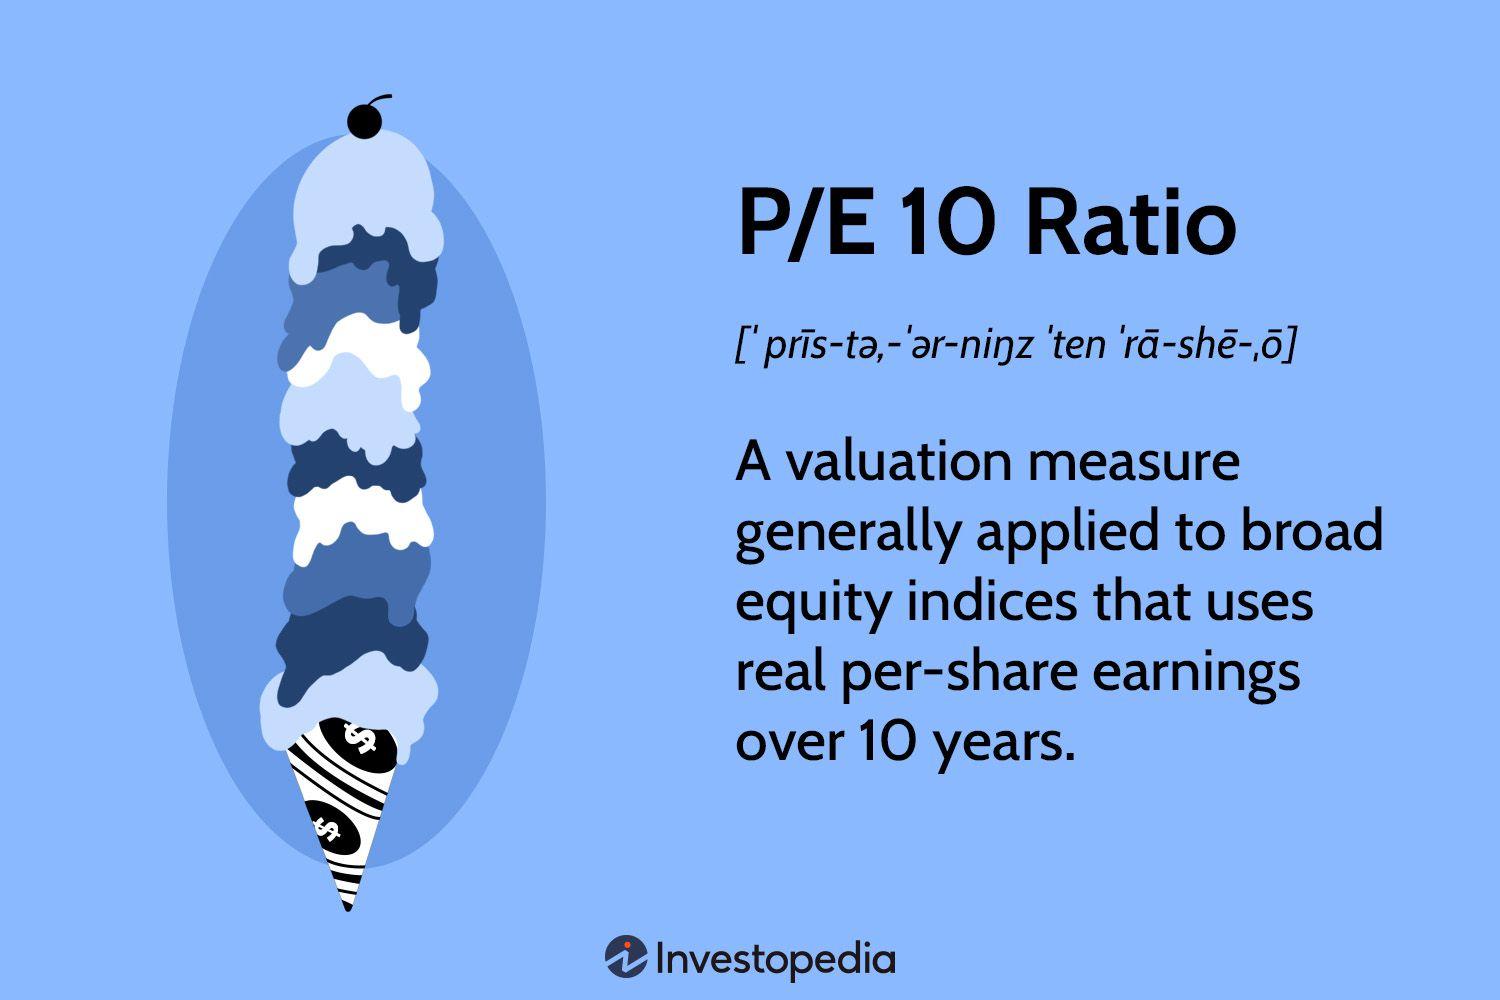 P/E 10 Ratio
[ˈ prīs-tə,-ˈər-niŋz ˈten ˈrā-shē-ˌō]
A valuation measure
generally applied to broad
equity indices that uses
real per-share earnings
over 10 years.
$
$
Investopedia